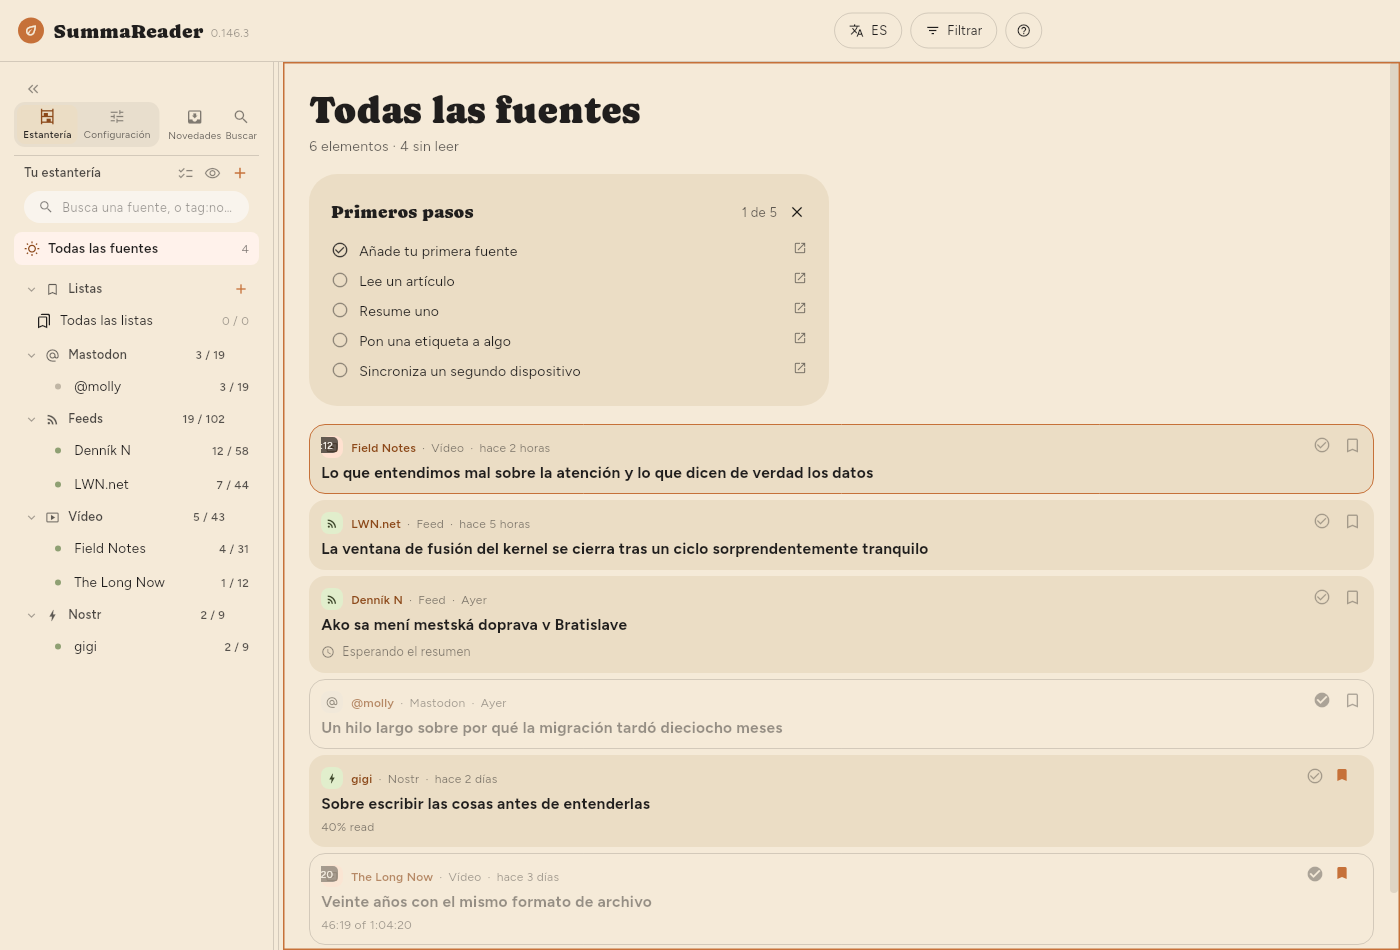 SummaReader 0.146.3
ES
Filtrar
Estantería
Configuración
Novedades
Buscar
Tu estantería
Busca una fuente, o tag:no...
Todas las fuentes 4
Listas
Todas las listas 0 / 0
Mastodon 3 / 19
@molly 3 / 19
Feeds 19 / 102
Denník N 12 / 58
LWN.net 7 / 44
Vídeo 5 / 43
Field Notes 4 / 31
The Long Now 1 / 12
Nostr 2 / 9
gigi 2 / 9
Todas las fuentes
6 elementos · 4 sin leer
Primeros pasos 1 de 5
Añade tu primera fuente
Lee un artículo
Resume uno
Pon una etiqueta a algo
Sincroniza un segundo dispositivo
:12 Field Notes · Vídeo · hace 2 horas
Lo que entendimos mal sobre la atención y lo que dicen de verdad los datos
LWN.net · Feed · hace 5 horas
La ventana de fusión del kernel se cierra tras un ciclo sorprendentemente tranquilo
Denník N · Feed · Ayer
Ako sa mení mestská doprava v Bratislave
Esperando el resumen
@molly · Mastodon · Ayer
Un hilo largo sobre por qué la migración tardó dieciocho meses
gigi · Nostr · hace 2 días
Sobre escribir las cosas antes de entenderlas
40% read
20 The Long Now · Vídeo · hace 3 días
Veinte años con el mismo formato de archivo
46:19 of 1:04:20